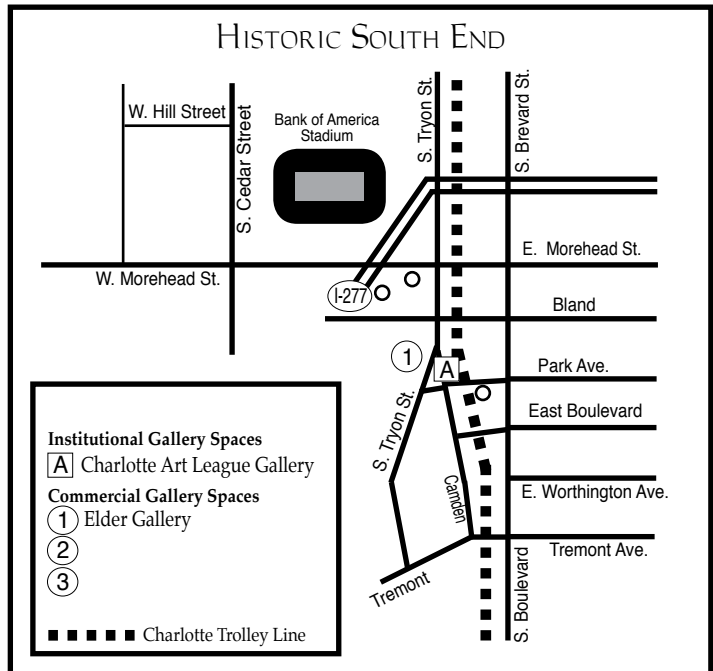 HISTORIC SOUTH END
W. Hill Street
S. Cedar Street
Bank of America
Stadium
S. Tryon St.
S. Brevard St.
W. Morehead St.
E. Morehead St.
I-277
Bland
1
A
Park Ave.
S. Tryon St.
East Boulevard
Camden
E. Worthington Ave.
Tremont
Tremont Ave.
S. Boulevard
Institutional Gallery Spaces
A Charlotte Art League Gallery
Commercial Gallery Spaces
1 Elder Gallery
2
3
Charlotte Trolley Line